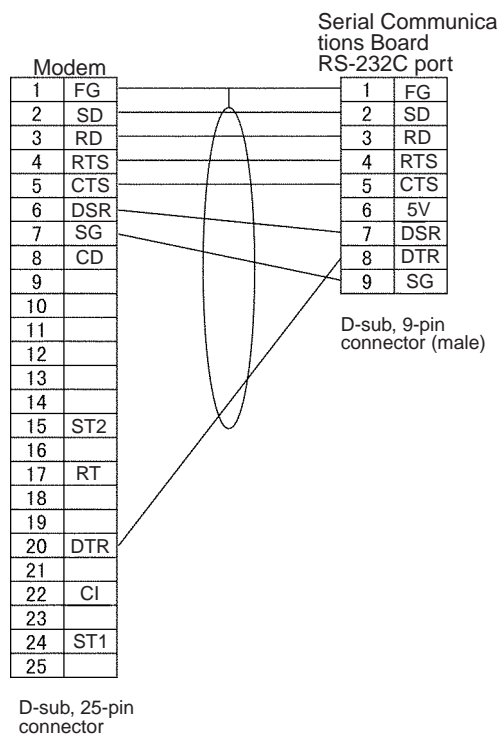 Serial Communica
tions Board
RS-232C port
Modem
1 FG
2 SD
3 RD
4 RTS
5 CTS
6 DSR
7 SG
8 CD
9
10
11
12
13
14
15 ST2
16
17 RT
18
19
20 DTR
21
22 CI
23
24 ST1
25
D-sub, 25-pin
connector
1 FG
2 SD
3 RD
4 RTS
5 CTS
6 5V
7 DSR
8 DTR
9 SG
D-sub, 9-pin
connector (male)